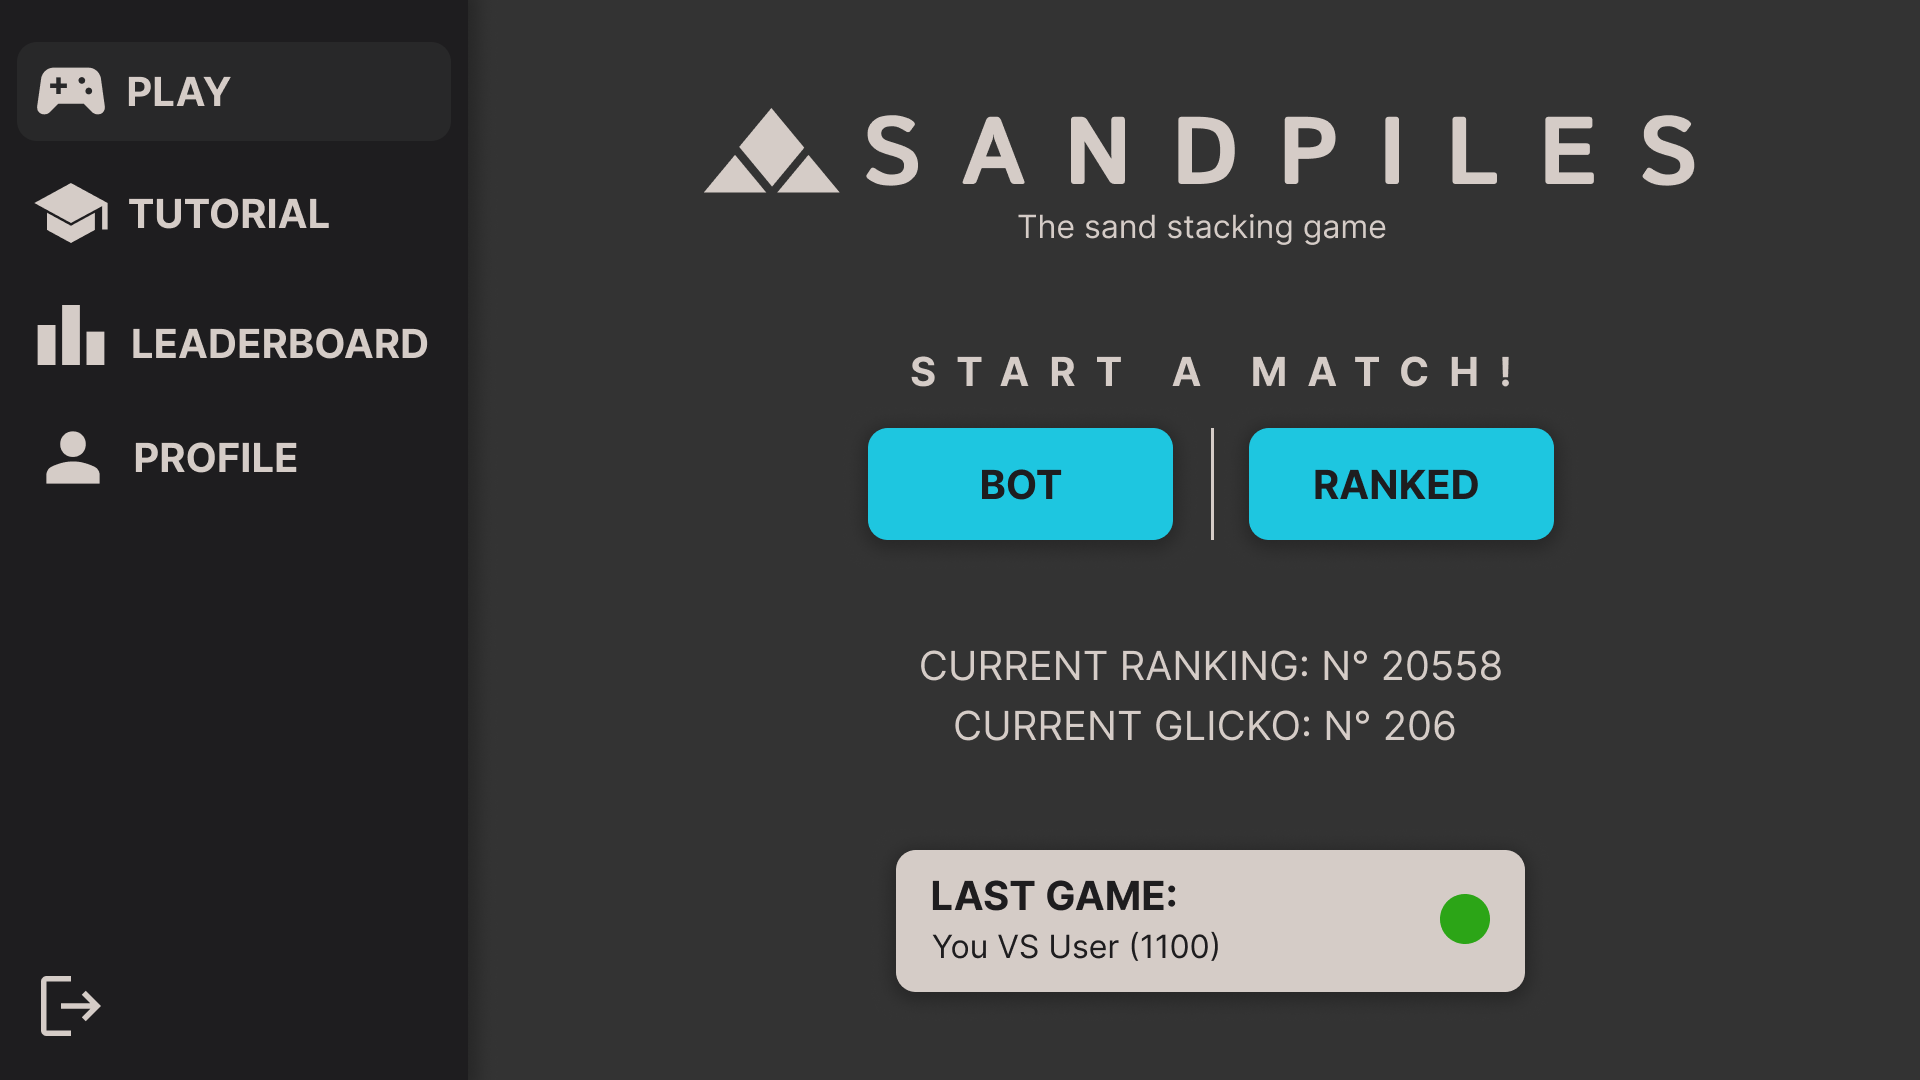 PLAY
TUTORIAL
LEADERBOARD
PROFILE
SANDPILES
The sand stacking game
START A MATCH!
BOT
RANKED
CURRENT RANKING: N° 20558
CURRENT GLICKO: N° 206
LAST GAME:
You VS User (1100)